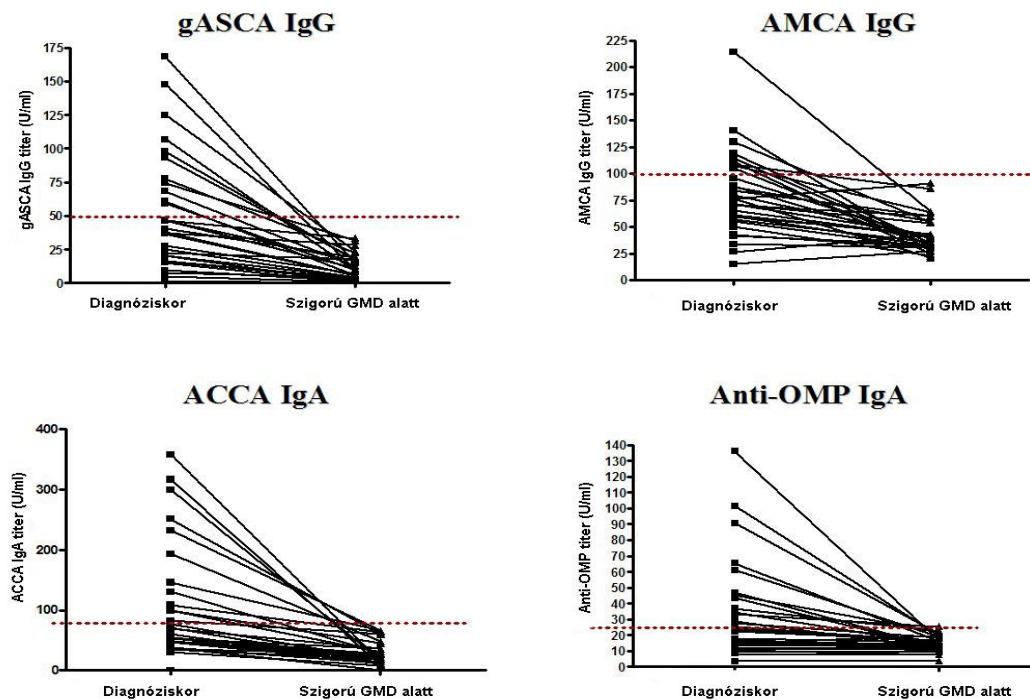 gASCA IgG
gASCA IgG titer (U/ml)
175
150
125
100
75
50
25
0
Diagnóziskor
Szigorú GMD alatt
AMCA IgG
AMCA IgG titer (U/ml)
225
200
175
150
125
100
75
50
25
0
Diagnóziskor
Szigorú GMD alatt
ACCA IgA
ACCA IgA titer (U/ml)
400
300
200
100
0
Diagnóziskor
Szigorú GMD alatt
Anti-OMP IgA
Anti-OMP titer (U/ml)
140
130
120
110
100
90
80
70
60
50
40
30
20
10
0
Diagnóziskor
Szigorú GMD alatt